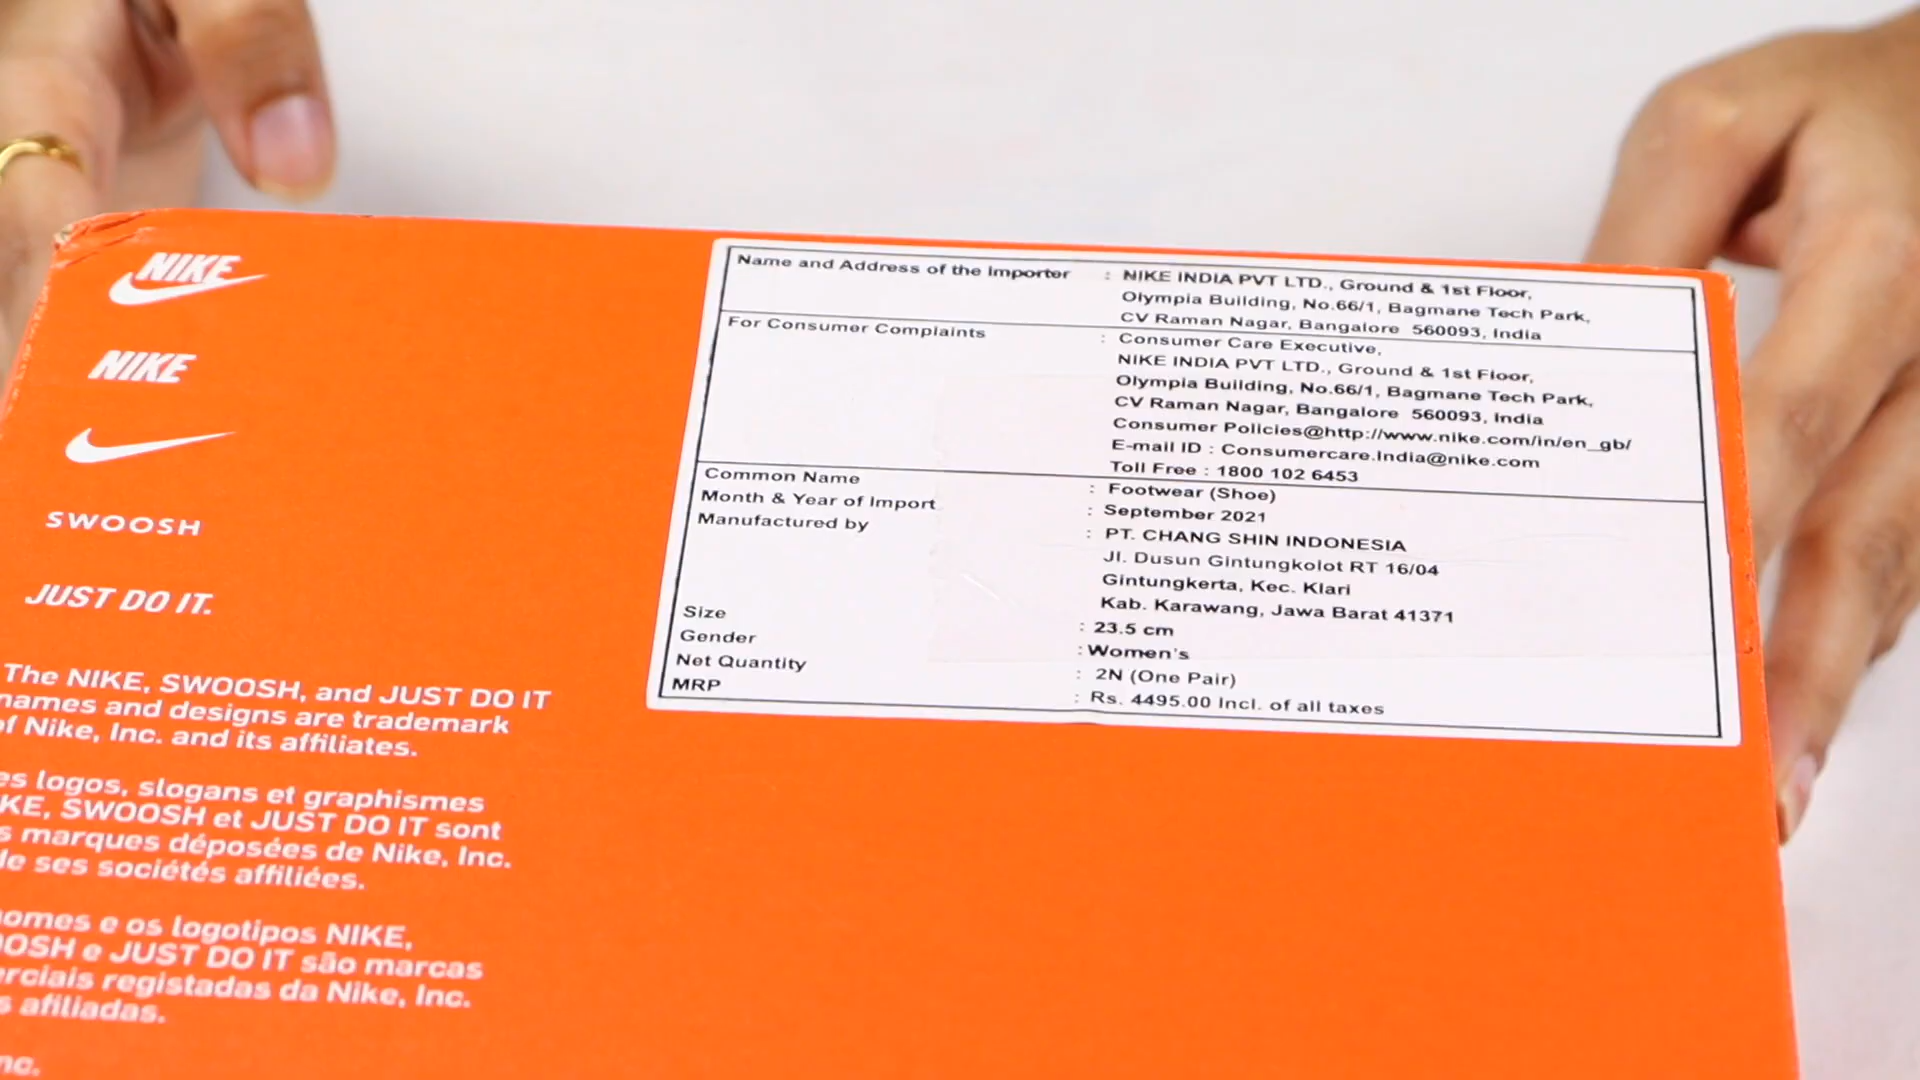 NIKE
NIKE
SWOOSH
JUST DO IT.
The NIKE, SWOOSH, and JUST DO IT
names and designs are trademark
of Nike, Inc. and its affiliates.
logos, slogans et graphismes
SWOOSH et JUST DO IT sont
marques déposées de Nike, Inc.
de ses sociétés affiliées.
e os logotipos NIKE,
e JUST DO IT são marcas
registadas da Nike, Inc.
afiliadas.
Name and Address of the Importer : NIKE INDIA PVT LTD., Ground & 1st Floor,
Olympia Building, No.66/1, Bagmane Tech Park,
CV Raman Nagar, Bangalore 560093, India
For Consumer Complaints : Consumer Care Executive,
NIKE INDIA PVT LTD., Ground & 1st Floor,
Olympia Building, No.66/1, Bagmane Tech Park,
CV Raman Nagar, Bangalore 560093, India
Consumer Policies@http://www.nike.com/in/en_gb/
E-mail ID : Consumercare.India@nike.com
Toll Free : 1800 102 6453
Common Name : Footwear (Shoe)
Month & Year of Import : September 2021
Manufactured by : PT. CHANG SHIN INDONESIA
Jl. Dusun Gintungkolot RT 16/04
Gintungkerta, Kec. Klari
Kab. Karawang, Jawa Barat 41371
Size : 23.5 cm
Gender : Women's
Net Quantity : 2N (One Pair)
MRP : Rs. 4495.00 Incl. of all taxes